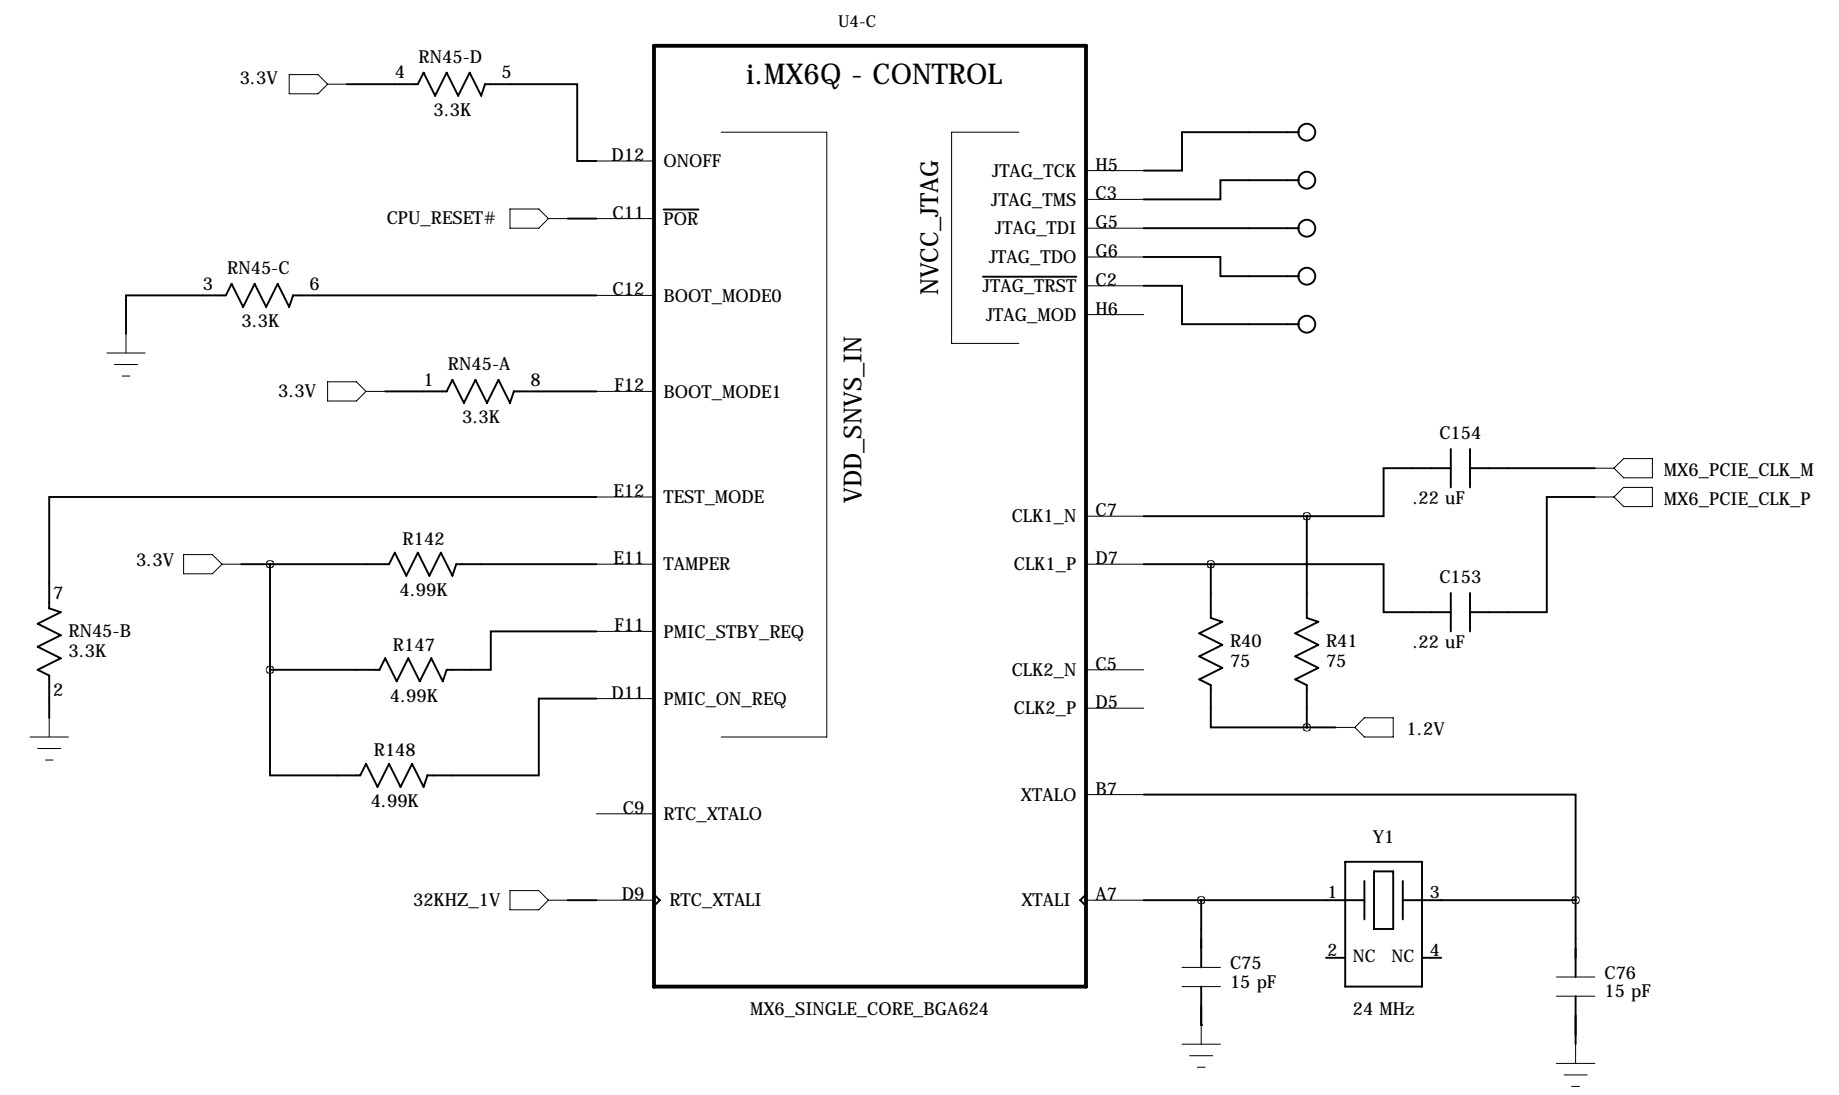 U4-C
i.MX6Q - CONTROL
3.3V
RN45-D
4
5
3.3K
D12
ONOFF
CPU_RESET#
C11
POR
RN45-C
3
6
3.3K
C12
BOOT_MODE0
3.3V
RN45-A
1
8
3.3K
F12
BOOT_MODE1
VDD_SNVS_IN
E12
TEST_MODE
3.3V
R142
4.99K
E11
TAMPER
7
RN45-B
3.3K
2
R147
4.99K
F11
PMIC_STBY_REQ
D11
PMIC_ON_REQ
R148
4.99K
C9
RTC_XTALO
32KHZ_1V
D9
RTC_XTALI
NVCC_JTAG
JTAG_TCK
H5
JTAG_TMS
C3
JTAG_TDI
G5
JTAG_TDO
G6
JTAG_TRST
C2
JTAG_MOD
H6
C154
.22 uF
MX6_PCIE_CLK_M
MX6_PCIE_CLK_P
CLK1_N
C7
CLK1_P
D7
C153
.22 uF
R40
75
R41
75
CLK2_N
C5
CLK2_P
D5
1.2V
XTALO
B7
Y1
XTALI
A7
1
3
2
NC
NC
4
24 MHz
C75
15 pF
C76
15 pF
MX6_SINGLE_CORE_BGA624